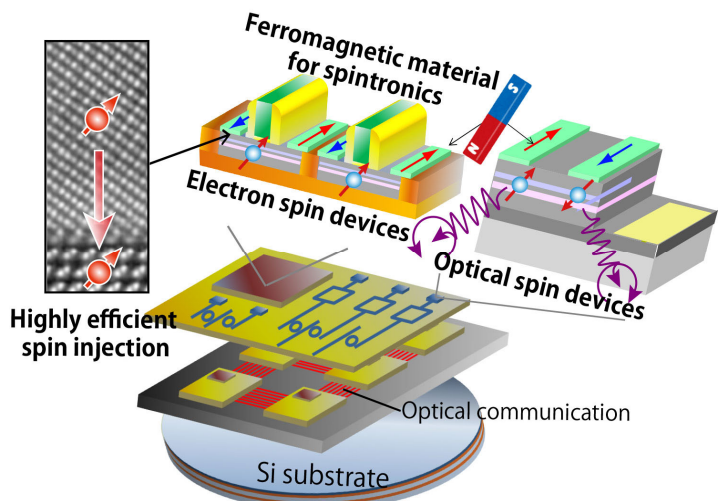 Ferromagnetic material
for spintronics
S
N
Electron spin devices
Optical spin devices
Highly efficient
spin injection
Optical communication
Si substrate